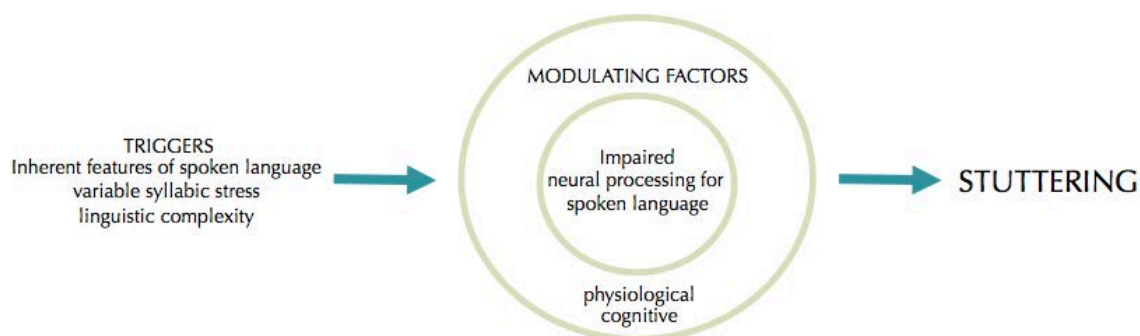 TRIGGERS
Inherent features of spoken language
variable syllabic stress
linguistic complexity
MODULATING FACTORS
Impaired
neural processing for
spoken language
physiological
cognitive
STUTTERING